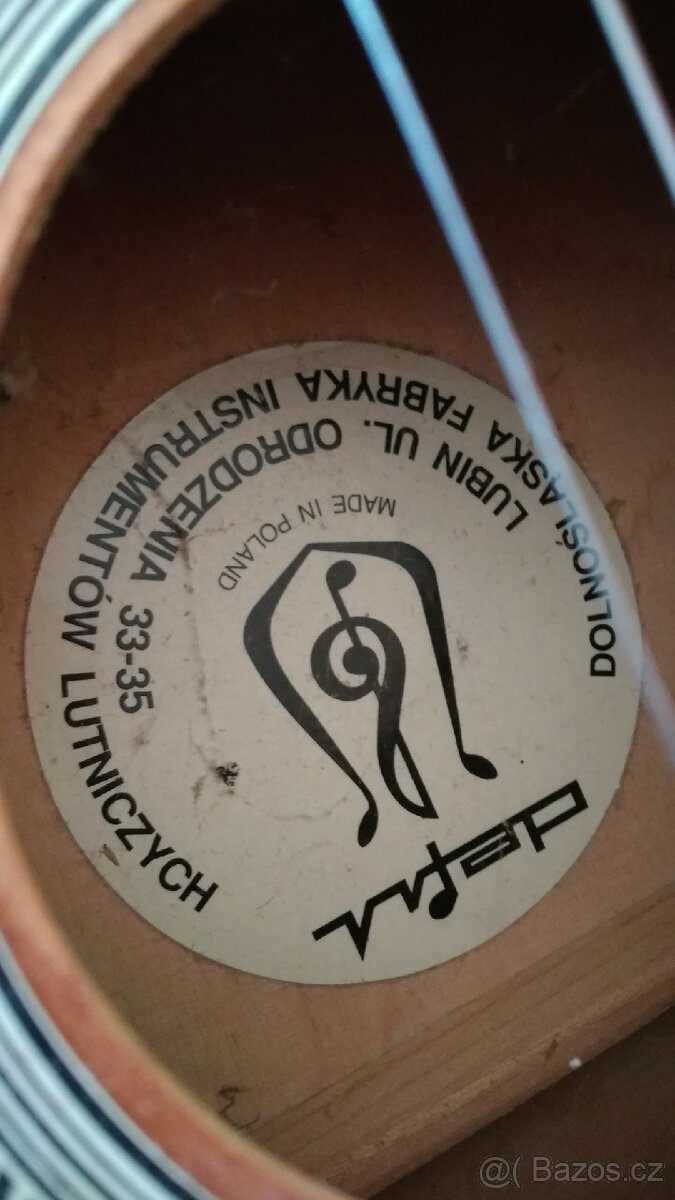 DOLNOŚLĄSKA FABRYKA INSTRUMENTÓW LUTNICZYCH
LUBIN UL. ODRODZENIA 33-35
MADE IN POLAND
defil
@( Bazos.cz